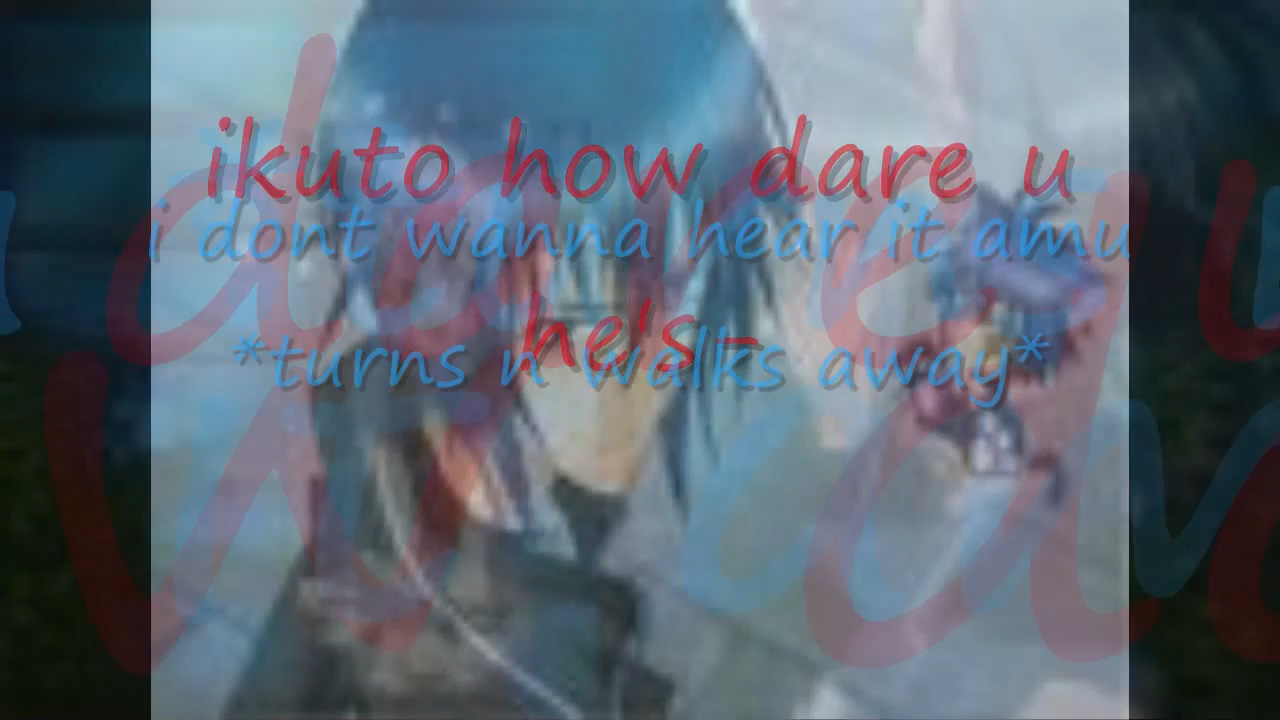 ikuto how dare u
i dont wanna hear it amu
he's-
*turns n walks away*